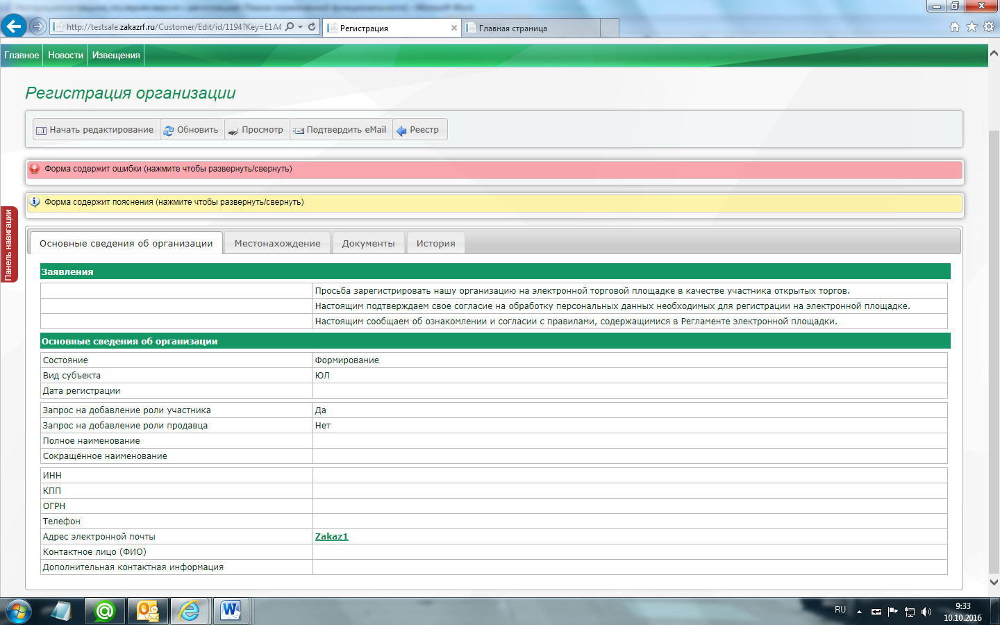 http://testsale.zakazrf.ru/Customer/Edit/id/1194?Key=E1A4
Регистрация
Главная страница
Главное Новости Извещения
Регистрация организации
Начать редактирование Обновить Просмотр Подтвердить eMail Реестр
Форма содержит ошибки (нажмите чтобы развернуть/свернуть)
Форма содержит пояснения (нажмите чтобы развернуть/свернуть)
Панель навигации
Основные сведения об организации Местонахождение Документы История
Заявления
Просьба зарегистрировать нашу организацию на электронной торговой площадке в качестве участника открытых торгов.
Настоящим подтверждаем свое согласие на обработку персональных данных необходимых для регистрации на электронной площадке.
Настоящим сообщаем об ознакомлении и согласии с правилами, содержащимися в Регламенте электронной площадки.
Основные сведения об организации
Состояние Формирование
Вид субъекта ЮЛ
Дата регистрации
Запрос на добавление роли участника Да
Запрос на добавление роли продавца Нет
Полное наименование
Сокращённое наименование
ИНН
КПП
ОГРН
Телефон
Адрес электронной почты Zakaz1
Контактное лицо (ФИО)
Дополнительная контактная информация
RU
9:33
10.10.2016